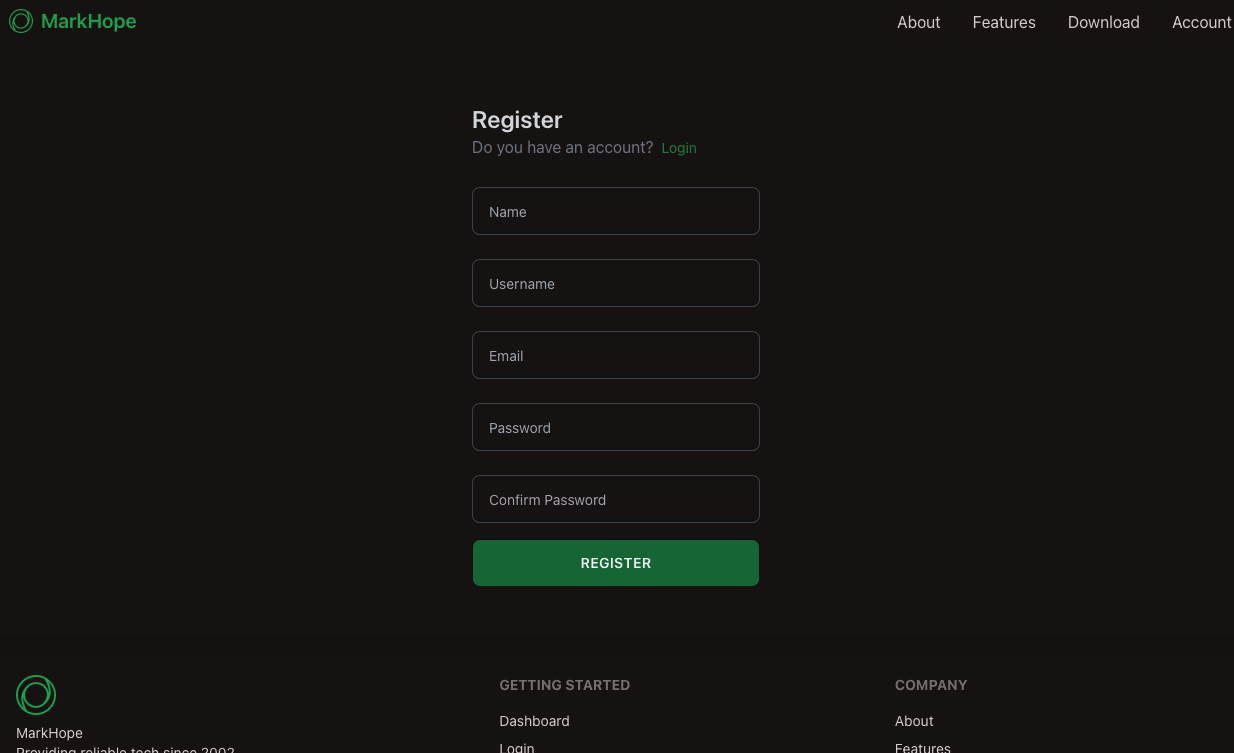 MarkHope
About Features Download Account
Register
Do you have an account? Login
Name
Username
Email
Password
Confirm Password
REGISTER
GETTING STARTED
COMPANY
Dashboard
About
MarkHope
Login
Features
Providing reliable tech since 2002